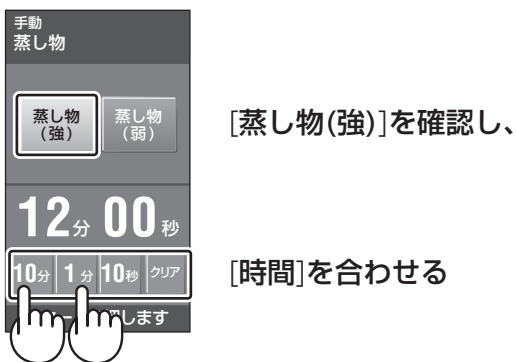 手動
蒸し物
蒸し物
(強)
蒸し物
(弱)
[蒸し物(強)]を確認し、
12分 00秒
10分 1分 10秒 クリア
[時間]を合わせる
します